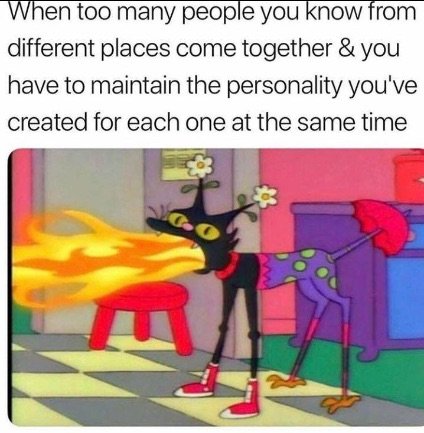 When too many people you know from
different places come together & you
have to maintain the personality you've
created for each one at the same time